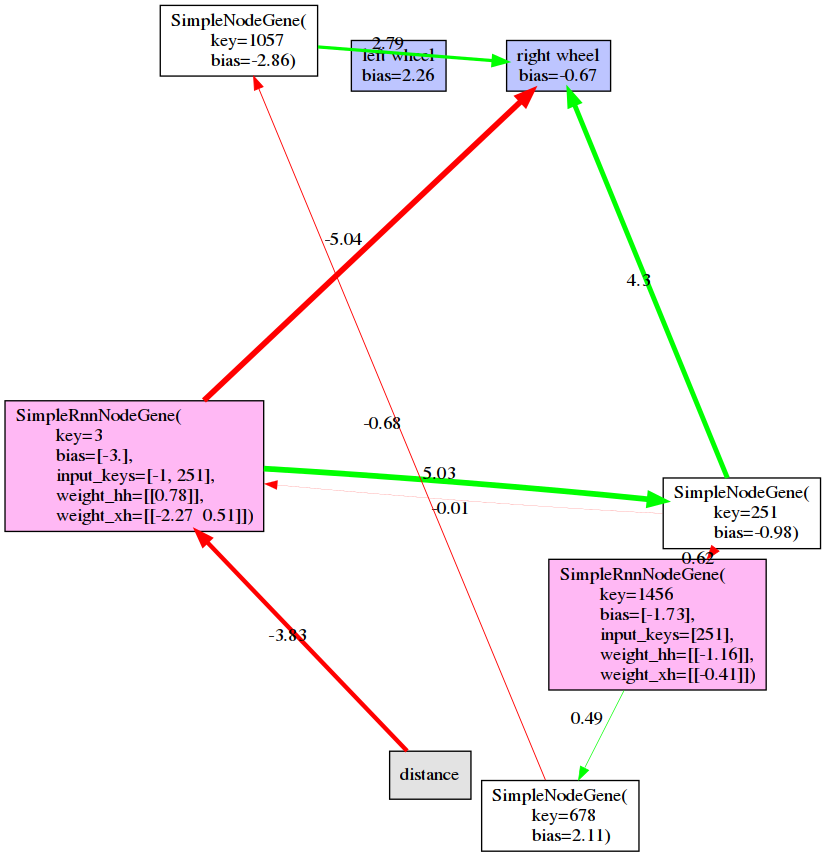 SimpleNodeGene(
key=1057
bias=-2.86)
2.79
left wheel
bias=2.26
right wheel
bias=-0.67
-5.04
4.3
-0.68
SimpleRnnNodeGene(
key=3
bias=[-3.],
input_keys=[-1, 251],
weight_hh=[[0.78]],
weight_xh=[[-2.27  0.51]])
5.03
-0.01
SimpleNodeGene(
key=251
bias=-0.98)
0.62
SimpleRnnNodeGene(
key=1456
bias=[-1.73],
input_keys=[251],
weight_hh=[[-1.16]],
weight_xh=[[-0.41]])
-3.83
0.49
distance
SimpleNodeGene(
key=678
bias=2.11)